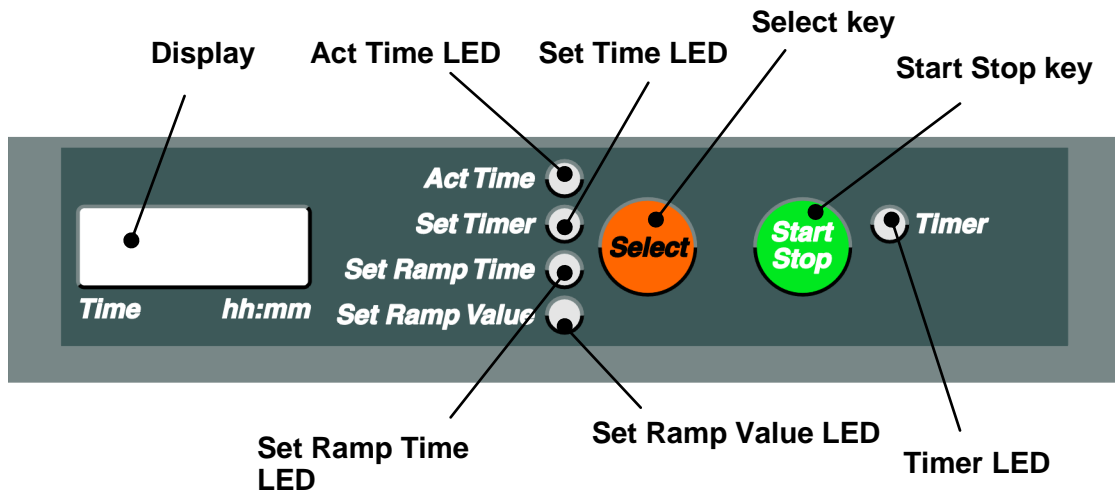 Select key
Display
Act Time LED
Set Time LED
Start Stop key
Act Time
Set Timer
Select
Start
Stop
Timer
Set Ramp Time
Time
hh:mm
Set Ramp Value
Set Ramp Time
LED
Set Ramp Value LED
Timer LED